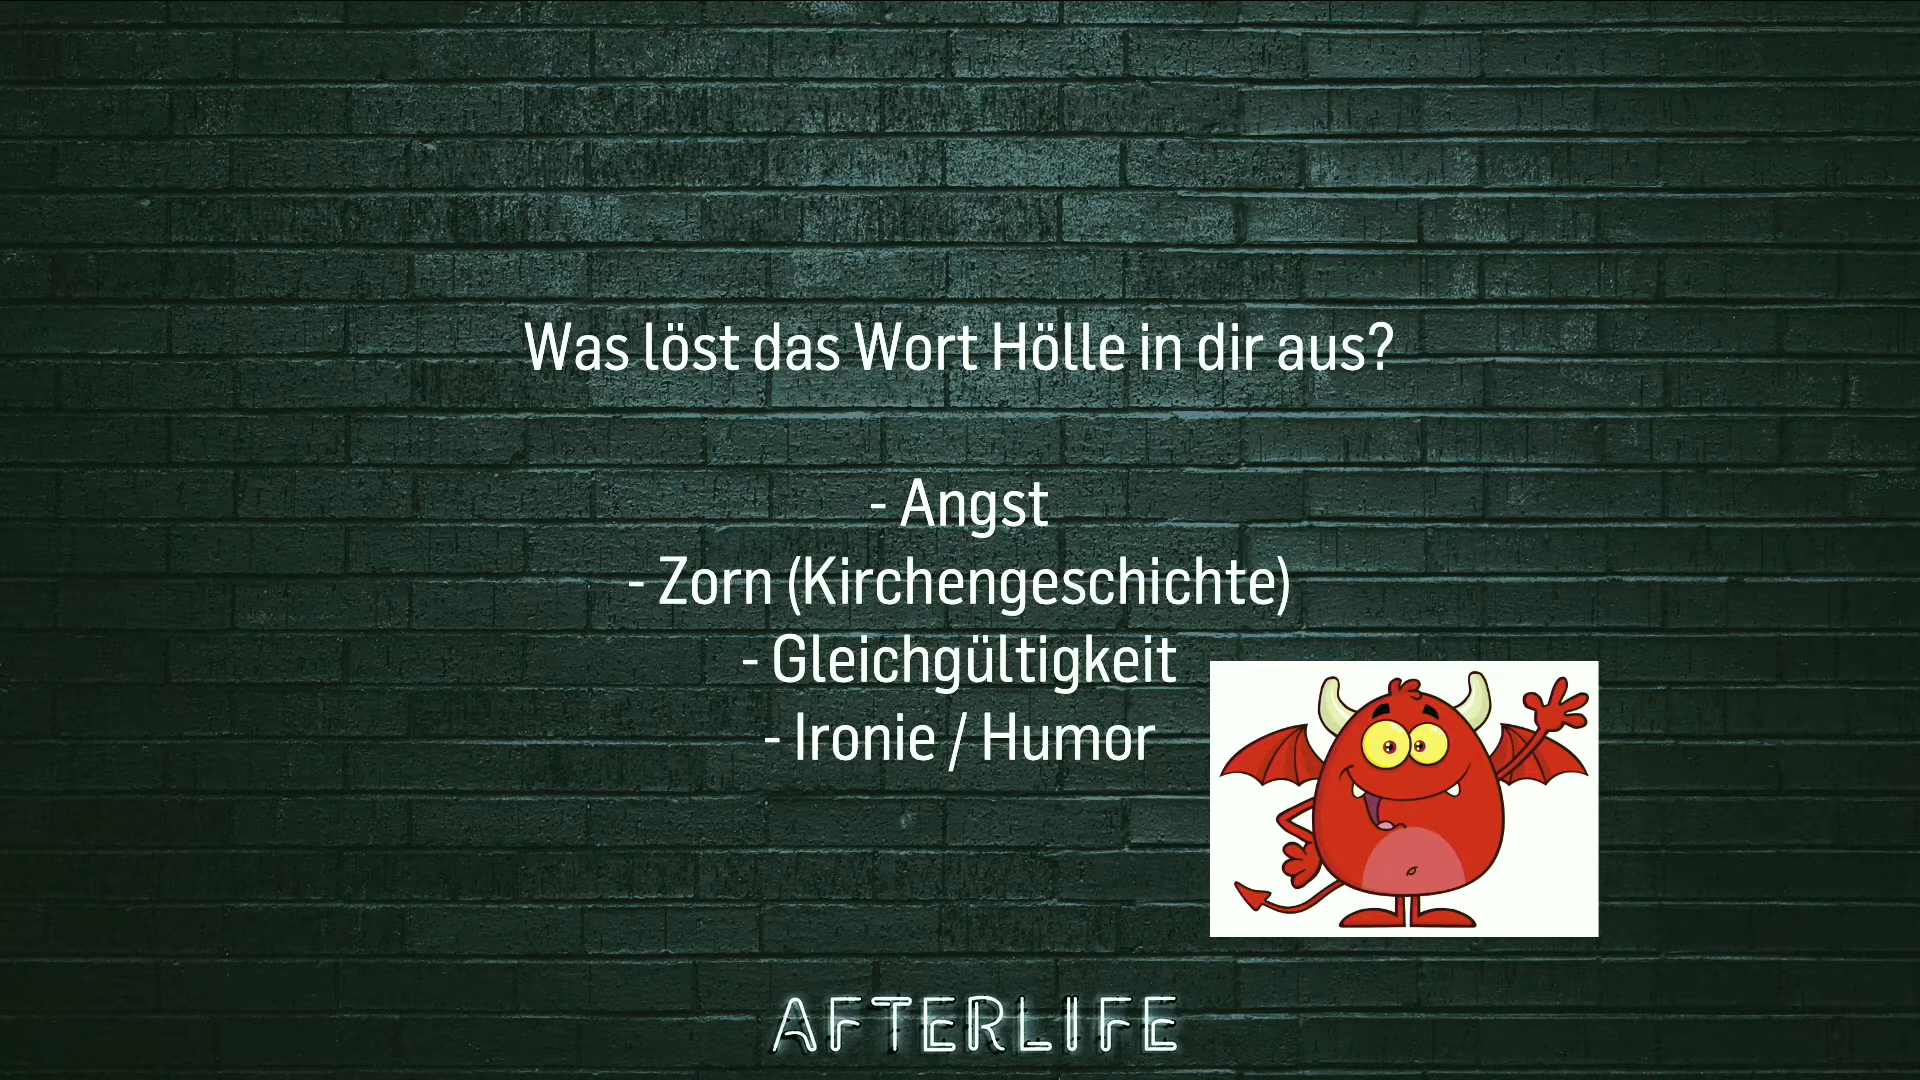 Was löst das Wort Hölle in dir aus?
- Angst
- Zorn (Kirchengeschichte)
- Gleichgültigkeit
- Ironie / Humor
AFTERLIFE